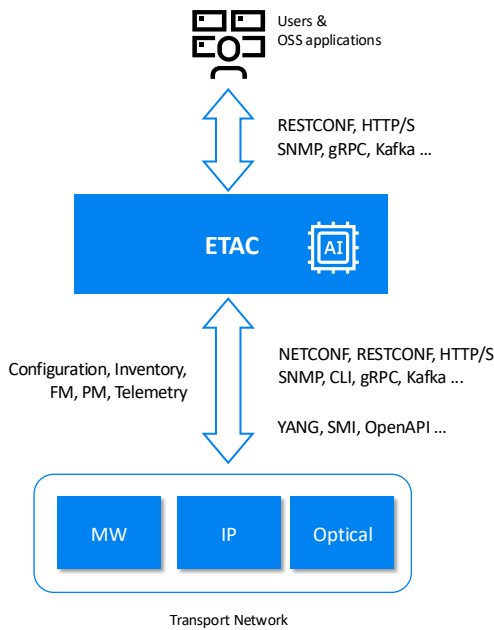 Users &
OSS applications
RESTCONF, HTTP/S
SNMP, gRPC, Kafka ...
ETAC
AI
Configuration, Inventory,
FM, PM, Telemetry
NETCONF, RESTCONF, HTTP/S
SNMP, CLI, gRPC, Kafka ...
YANG, SMI, OpenAPI ...
MW
IP
Optical
Transport Network